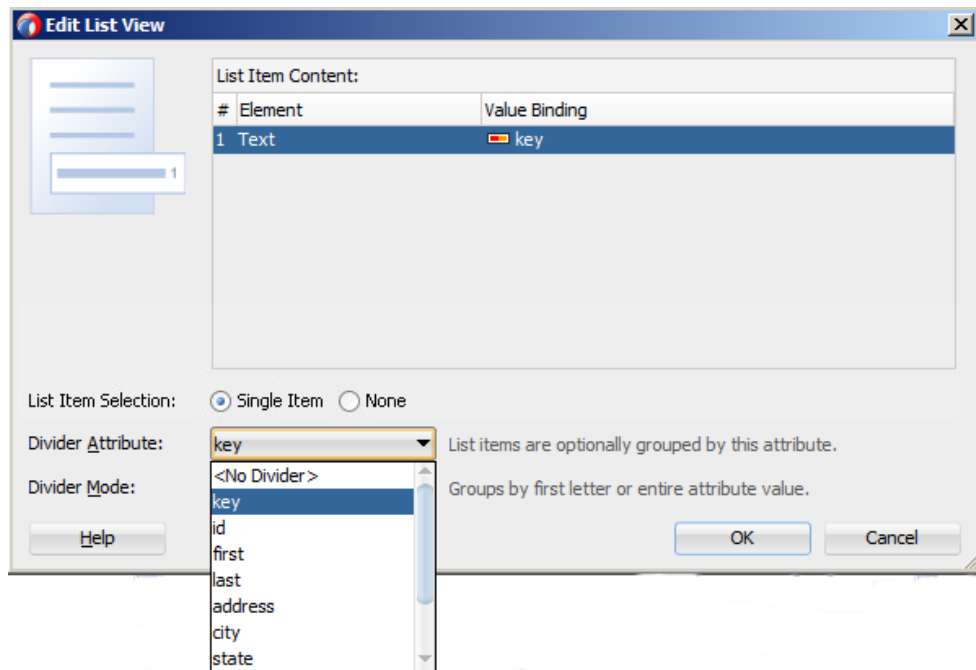 Edit List View
List Item Content:
# Element Value Binding
1 Text key
1
List Item Selection: Single Item None
Divider Attribute: key List items are optionally grouped by this attribute.
<No Divider>
Divider Mode: Groups by first letter or entire attribute value.
key
id
Help OK Cancel
first
last
address
city
state